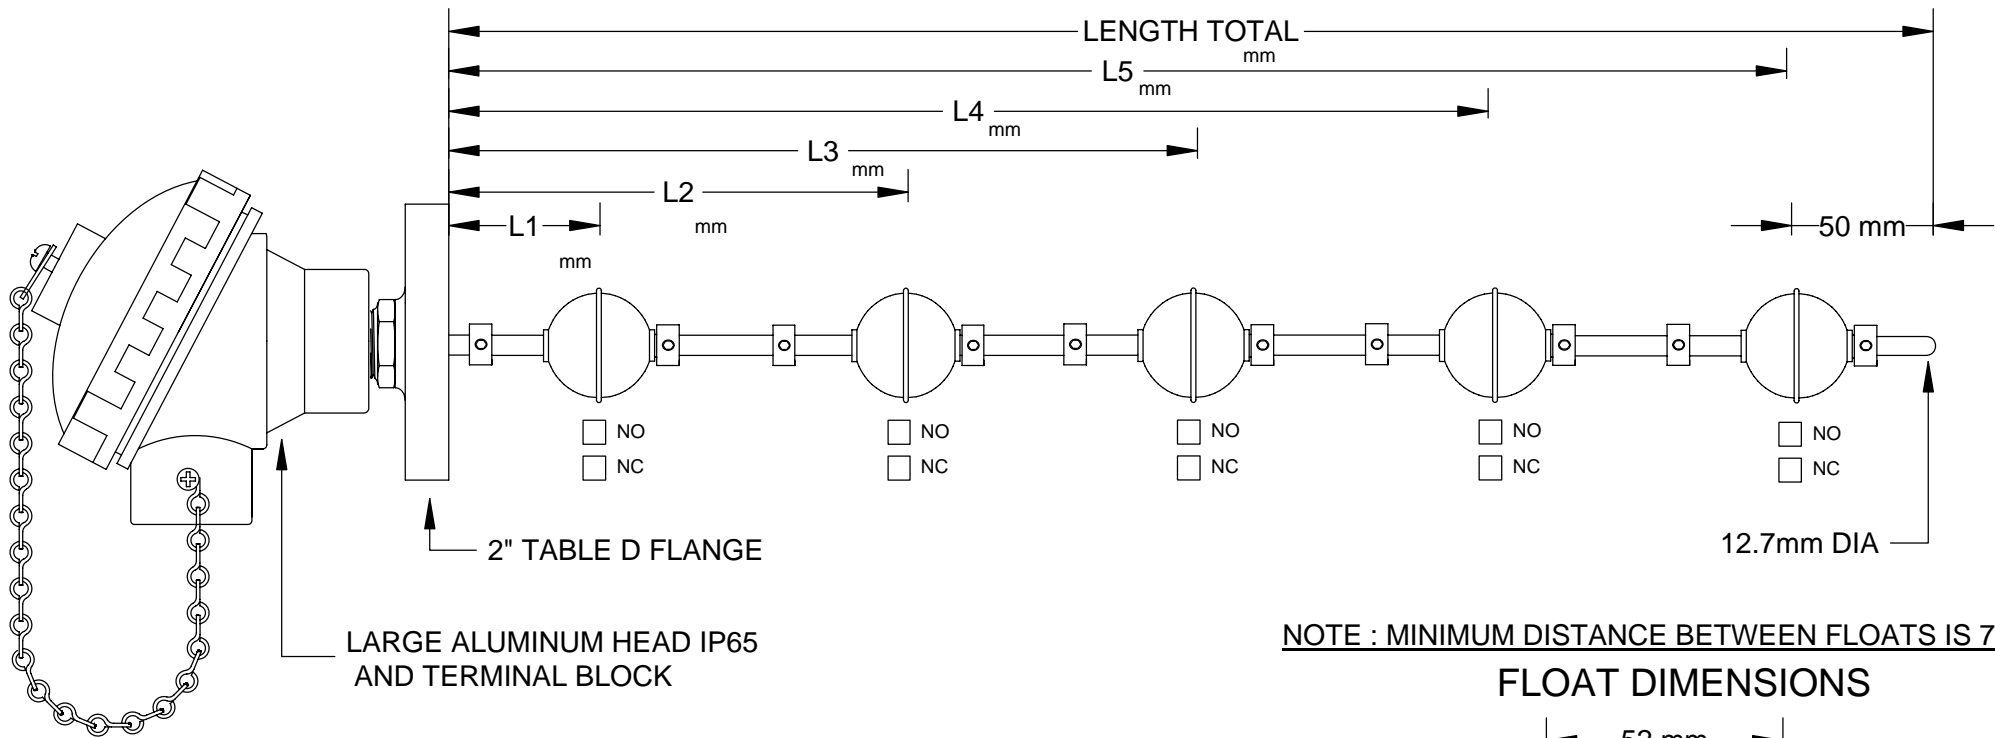 LENGTH TOTAL
mm
L5
mm
L4
mm
L3
mm
L2
mm
L1
mm
50 mm
NO
NC
NO
NC
NO
NC
NO
NC
NO
NC
2" TABLE D FLANGE
12.7mm DIA
LARGE ALUMINUM HEAD IP65
AND TERMINAL BLOCK
NOTE : MINIMUM DISTANCE BETWEEN FLOATS IS 7
FLOAT DIMENSIONS